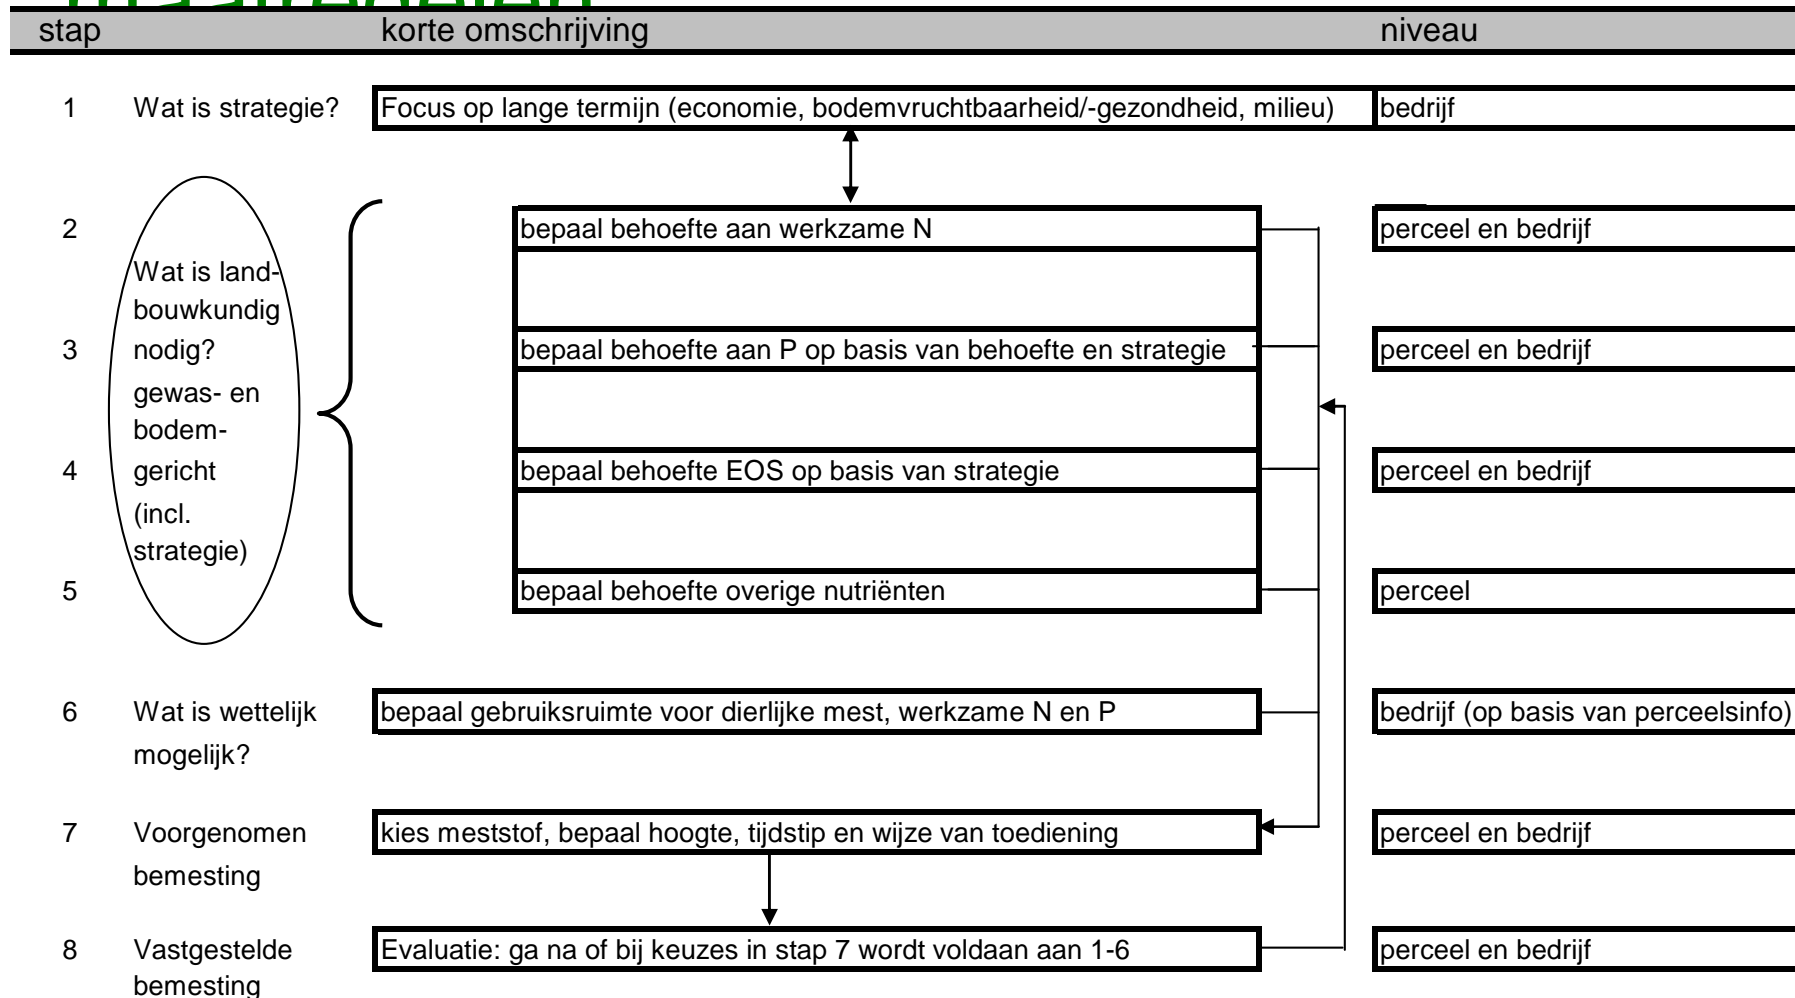 stap korte omschrijving niveau
1 Wat is strategie? Focus op lange termijn (economie, bodemvruchtbaarheid/-gezondheid, milieu) bedrijf
2 bepaal behoefte aan werkzame N perceel en bedrijf
Wat is land-
bouwkundig
3 nodig? bepaal behoefte aan P op basis van behoefte en strategie perceel en bedrijf
gewas- en
bodem-
4 gericht bepaal behoefte EOS op basis van strategie perceel en bedrijf
(incl.
strategie)
5 bepaal behoefte overige nutriënten perceel
6 Wat is wettelijk bepaal gebruiksruimte voor dierlijke mest, werkzame N en P bedrijf (op basis van perceelsinfo)
mogelijk?
7 Voorgenomen kies meststof, bepaal hoogte, tijdstip en wijze van toediening perceel en bedrijf
bemesting
8 Vastgestelde Evaluatie: ga na of bij keuzes in stap 7 wordt voldaan aan 1-6 perceel en bedrijf
bemesting